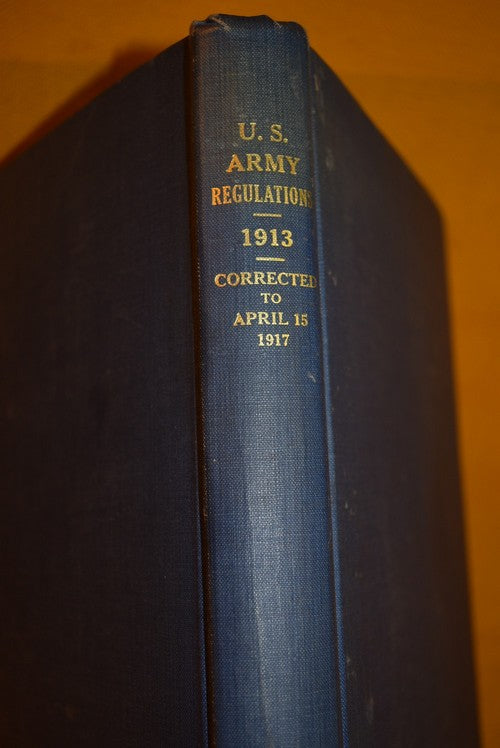 U. S.
ARMY
REGULATIONS
1913
CORRECTED
TO
APRIL 15
1917